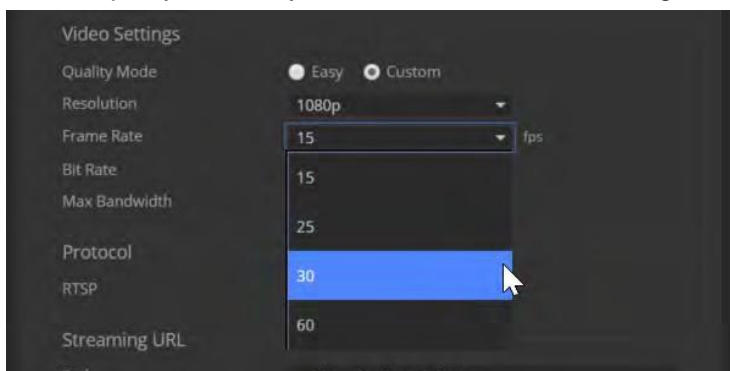 Video Settings
Quality Mode Easy Custom
Resolution 1080p
Frame Rate 15 fps
Bit Rate 15
Max Bandwidth
25
Protocol
30
RTSP
60
Streaming URL